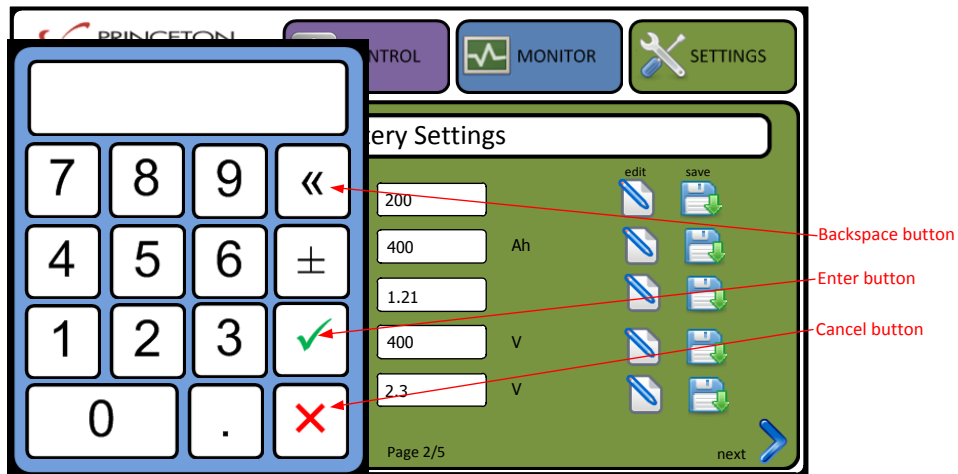 PRINCETON
NTROL
MONITOR
SETTINGS
ery Settings
7 8 9 «
edit save
200
4 5 6 ±
400 Ah
1.21
1 2 3
400 V
2.3 V
0 .
Page 2/5
next
Backspace button
Enter button
Cancel button